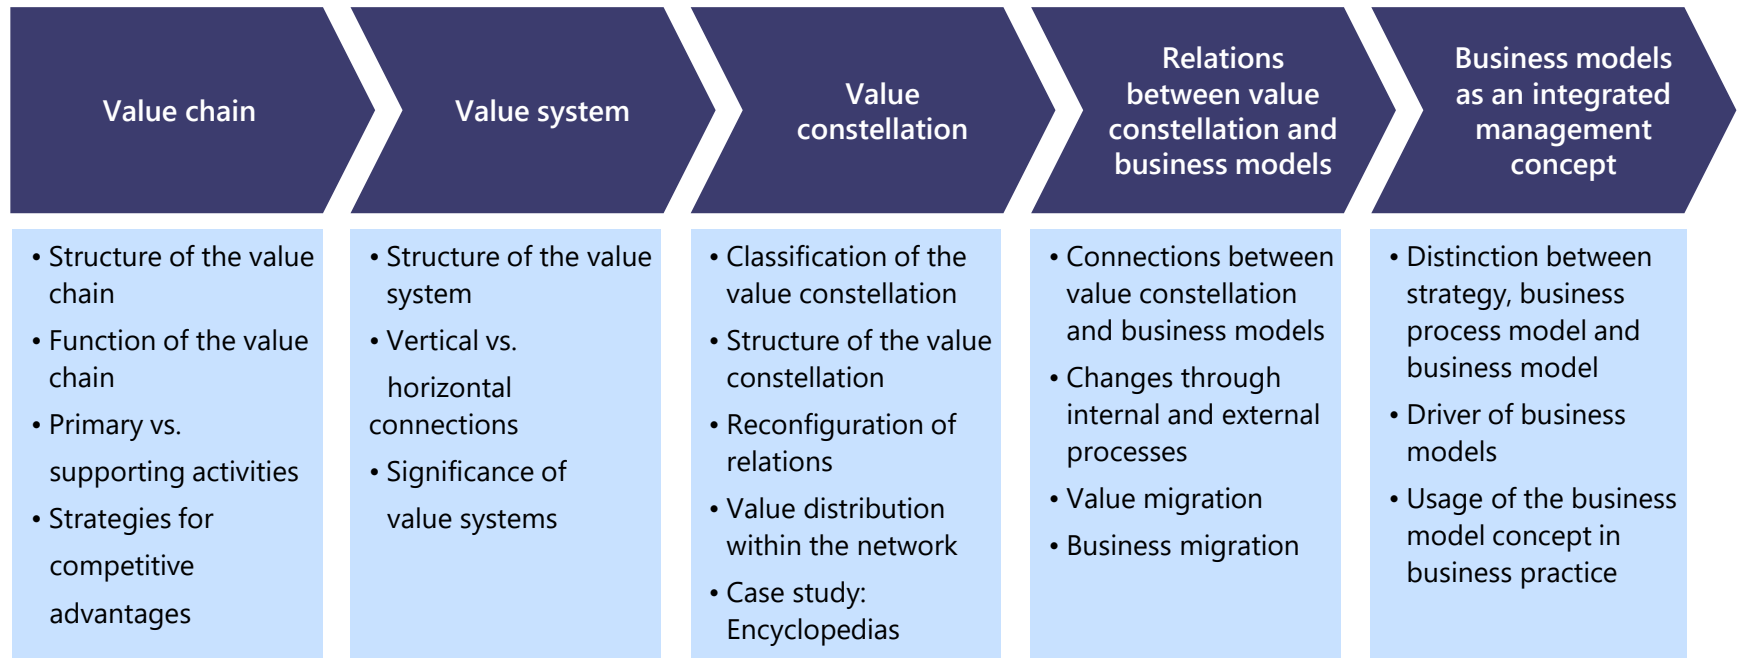 Value chain
Value system
Value
constellation
Relations
between value
constellation and
business models
Business models
as an integrated
management
concept
• Structure of the value
chain
• Function of the value
chain
• Primary vs.
supporting activities
• Strategies for
competitive
advantages
• Structure of the value
system
• Vertical vs.
horizontal
connections
• Significance of
value systems
• Classification of the
value constellation
• Structure of the value
constellation
• Reconfiguration of
relations
• Value distribution
within the network
• Case study:
Encyclopedias
• Connections between
value constellation
and business models
• Changes through
internal and external
processes
• Value migration
• Business migration
• Distinction between
strategy, business
process model and
business model
• Driver of business
models
• Usage of the business
model concept in
business practice